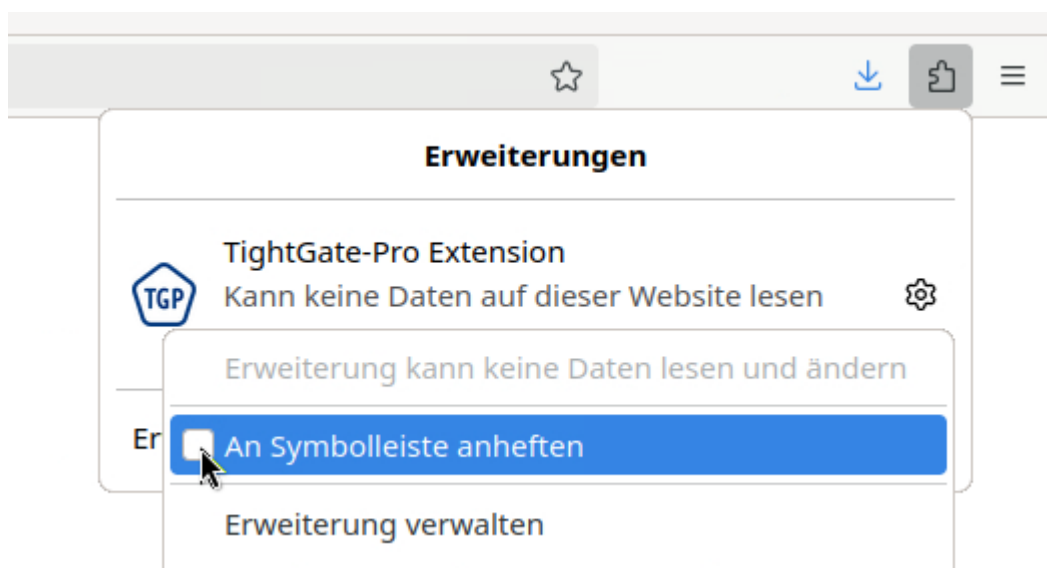 Erweiterungen
TightGate-Pro Extension
TGP
Kann keine Daten auf dieser Website lesen
Erweiterung kann keine Daten lesen und ändern
Er
An Symbolleiste anheften
Erweiterung verwalten